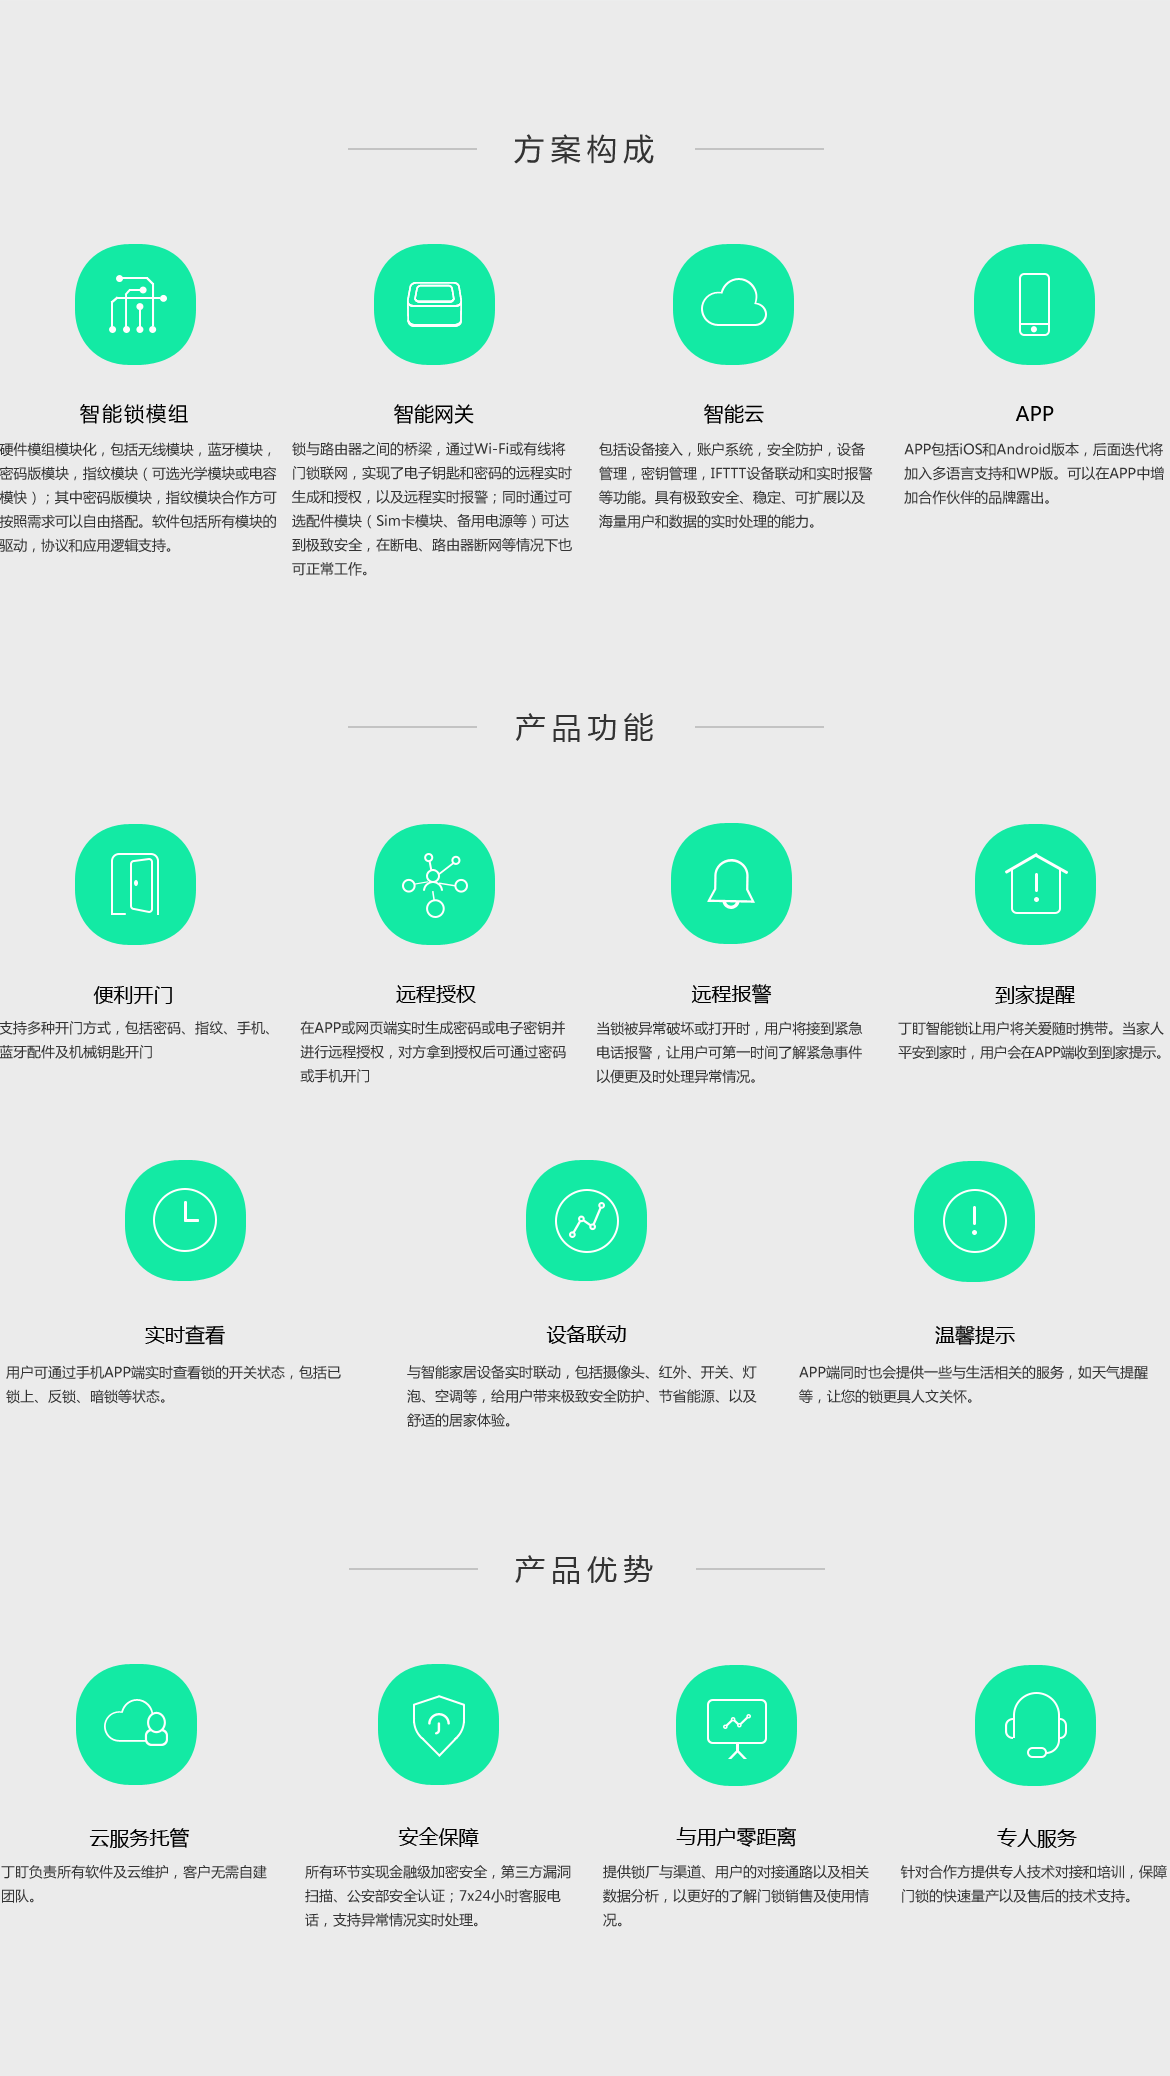 方案构成
智能锁模组
硬件模组模块化，包括无线模块，蓝牙模块，
密码版模块，指纹模块（可选光学模块或电容
模快）；其中密码版模块，指纹模块合作方可
按照需求可以自由搭配。软件包括所有模块的
驱动，协议和应用逻辑支持。
智能网关
锁与路由器之间的桥梁，通过Wi-Fi或有线将
门锁联网，实现了电子钥匙和密码的远程实时
生成和授权，以及远程实时报警；同时通过可
选配件模块（Sim卡模块、备用电源等）可达
到极致安全，在断电、路由器断网等情况下也
可正常工作。
智能云
包括设备接入，账户系统，安全防护，设备
管理，密钥管理，IFTTT设备联动和实时报警
等功能。具有极致安全、稳定、可扩展以及
海量用户和数据的实时处理的能力。
APP
APP包括iOS和Android版本，后面迭代将
加入多语言支持和WP版。可以在APP中增
加合作伙伴的品牌露出。
产品功能
便利开门
支持多种开门方式，包括密码、指纹、手机、
蓝牙配件及机械钥匙开门
远程授权
在APP或网页端实时生成密码或电子密钥并
进行远程授权，对方拿到授权后可通过密码
或手机开门
远程报警
当锁被异常破坏或打开时，用户将接到紧急
电话报警，让用户可第一时间了解紧急事件
以便更及时处理异常情况。
到家提醒
丁盯智能锁让用户将关爱随时携带。当家人
平安到家时，用户会在APP端收到到家提示。
实时查看
用户可通过手机APP端实时查看锁的开关状态，包括已
锁上、反锁、暗锁等状态。
设备联动
与智能家居设备实时联动，包括摄像头、红外、开关、灯
泡、空调等，给用户带来极致安全防护、节省能源、以及
舒适的居家体验。
温馨提示
APP端同时也会提供一些与生活相关的服务，如天气提醒
等，让您的锁更具人文关怀。
产品优势
云服务托管
丁盯负责所有软件及云维护，客户无需自建
团队。
安全保障
所有环节实现金融级加密安全，第三方漏洞
扫描、公安部安全认证；7x24小时客服电
话，支持异常情况实时处理。
与用户零距离
提供锁厂与渠道、用户的对接通路以及相关
数据分析，以更好的了解门锁销售及使用情
况。
专人服务
针对合作方提供专人技术对接和培训，保障
门锁的快速量产以及售后的技术支持。